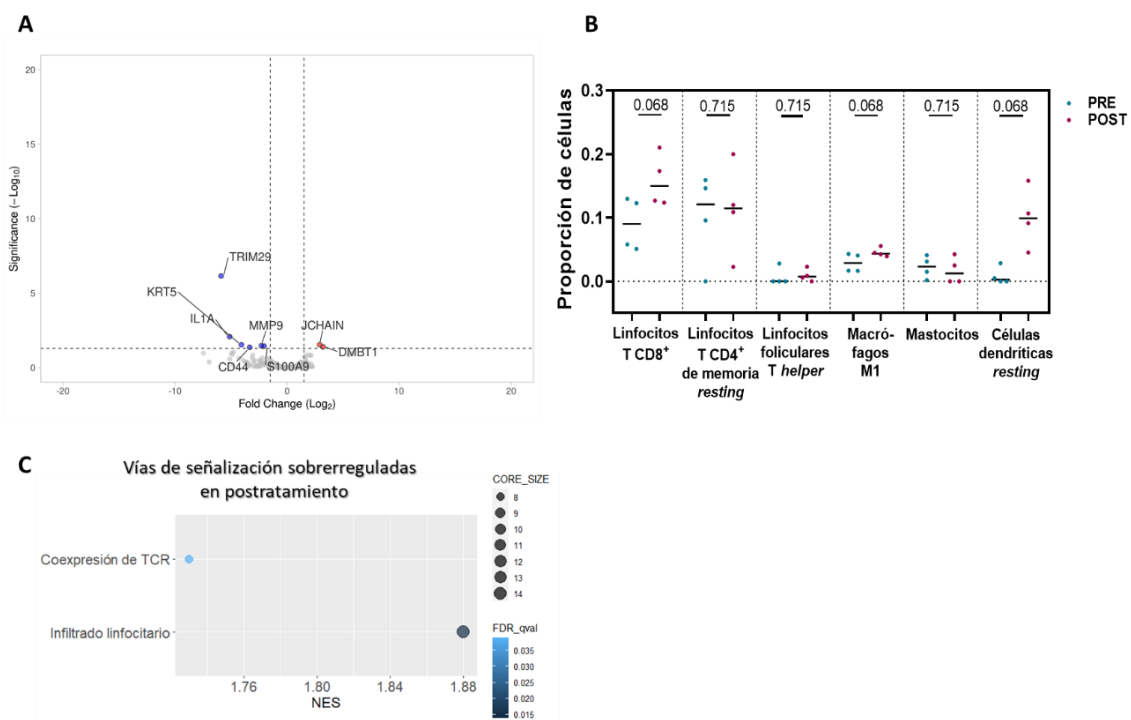 A
20
15
10
5
0
Significance (−Log10)
TRIM29
KRT5
IL1A
MMP9
JCHAIN
CD44
S100A9
DMBT1
-20
-10
0
10
20
Fold Change (Log2)
B
Proporción de células
0.3
0.2
0.1
0.0
0.068
0.715
0.715
0.068
0.715
0.068
PRE
POST
Linfocitos
T CD8+
Linfocitos
T CD4+
de memoria
resting
Linfocitos
foliculares
T helper
Macró-
fagos
M1
Mastocitos
Células
dendríticas
resting
C
Vías de señalización sobrerreguladas
en postratamiento
Coexpresión de TCR
Infiltrado linfocitario
1.76
1.80
1.84
1.88
NES
CORE_SIZE
8
9
10
11
12
13
14
FDR_qval
0.035
0.030
0.025
0.020
0.015